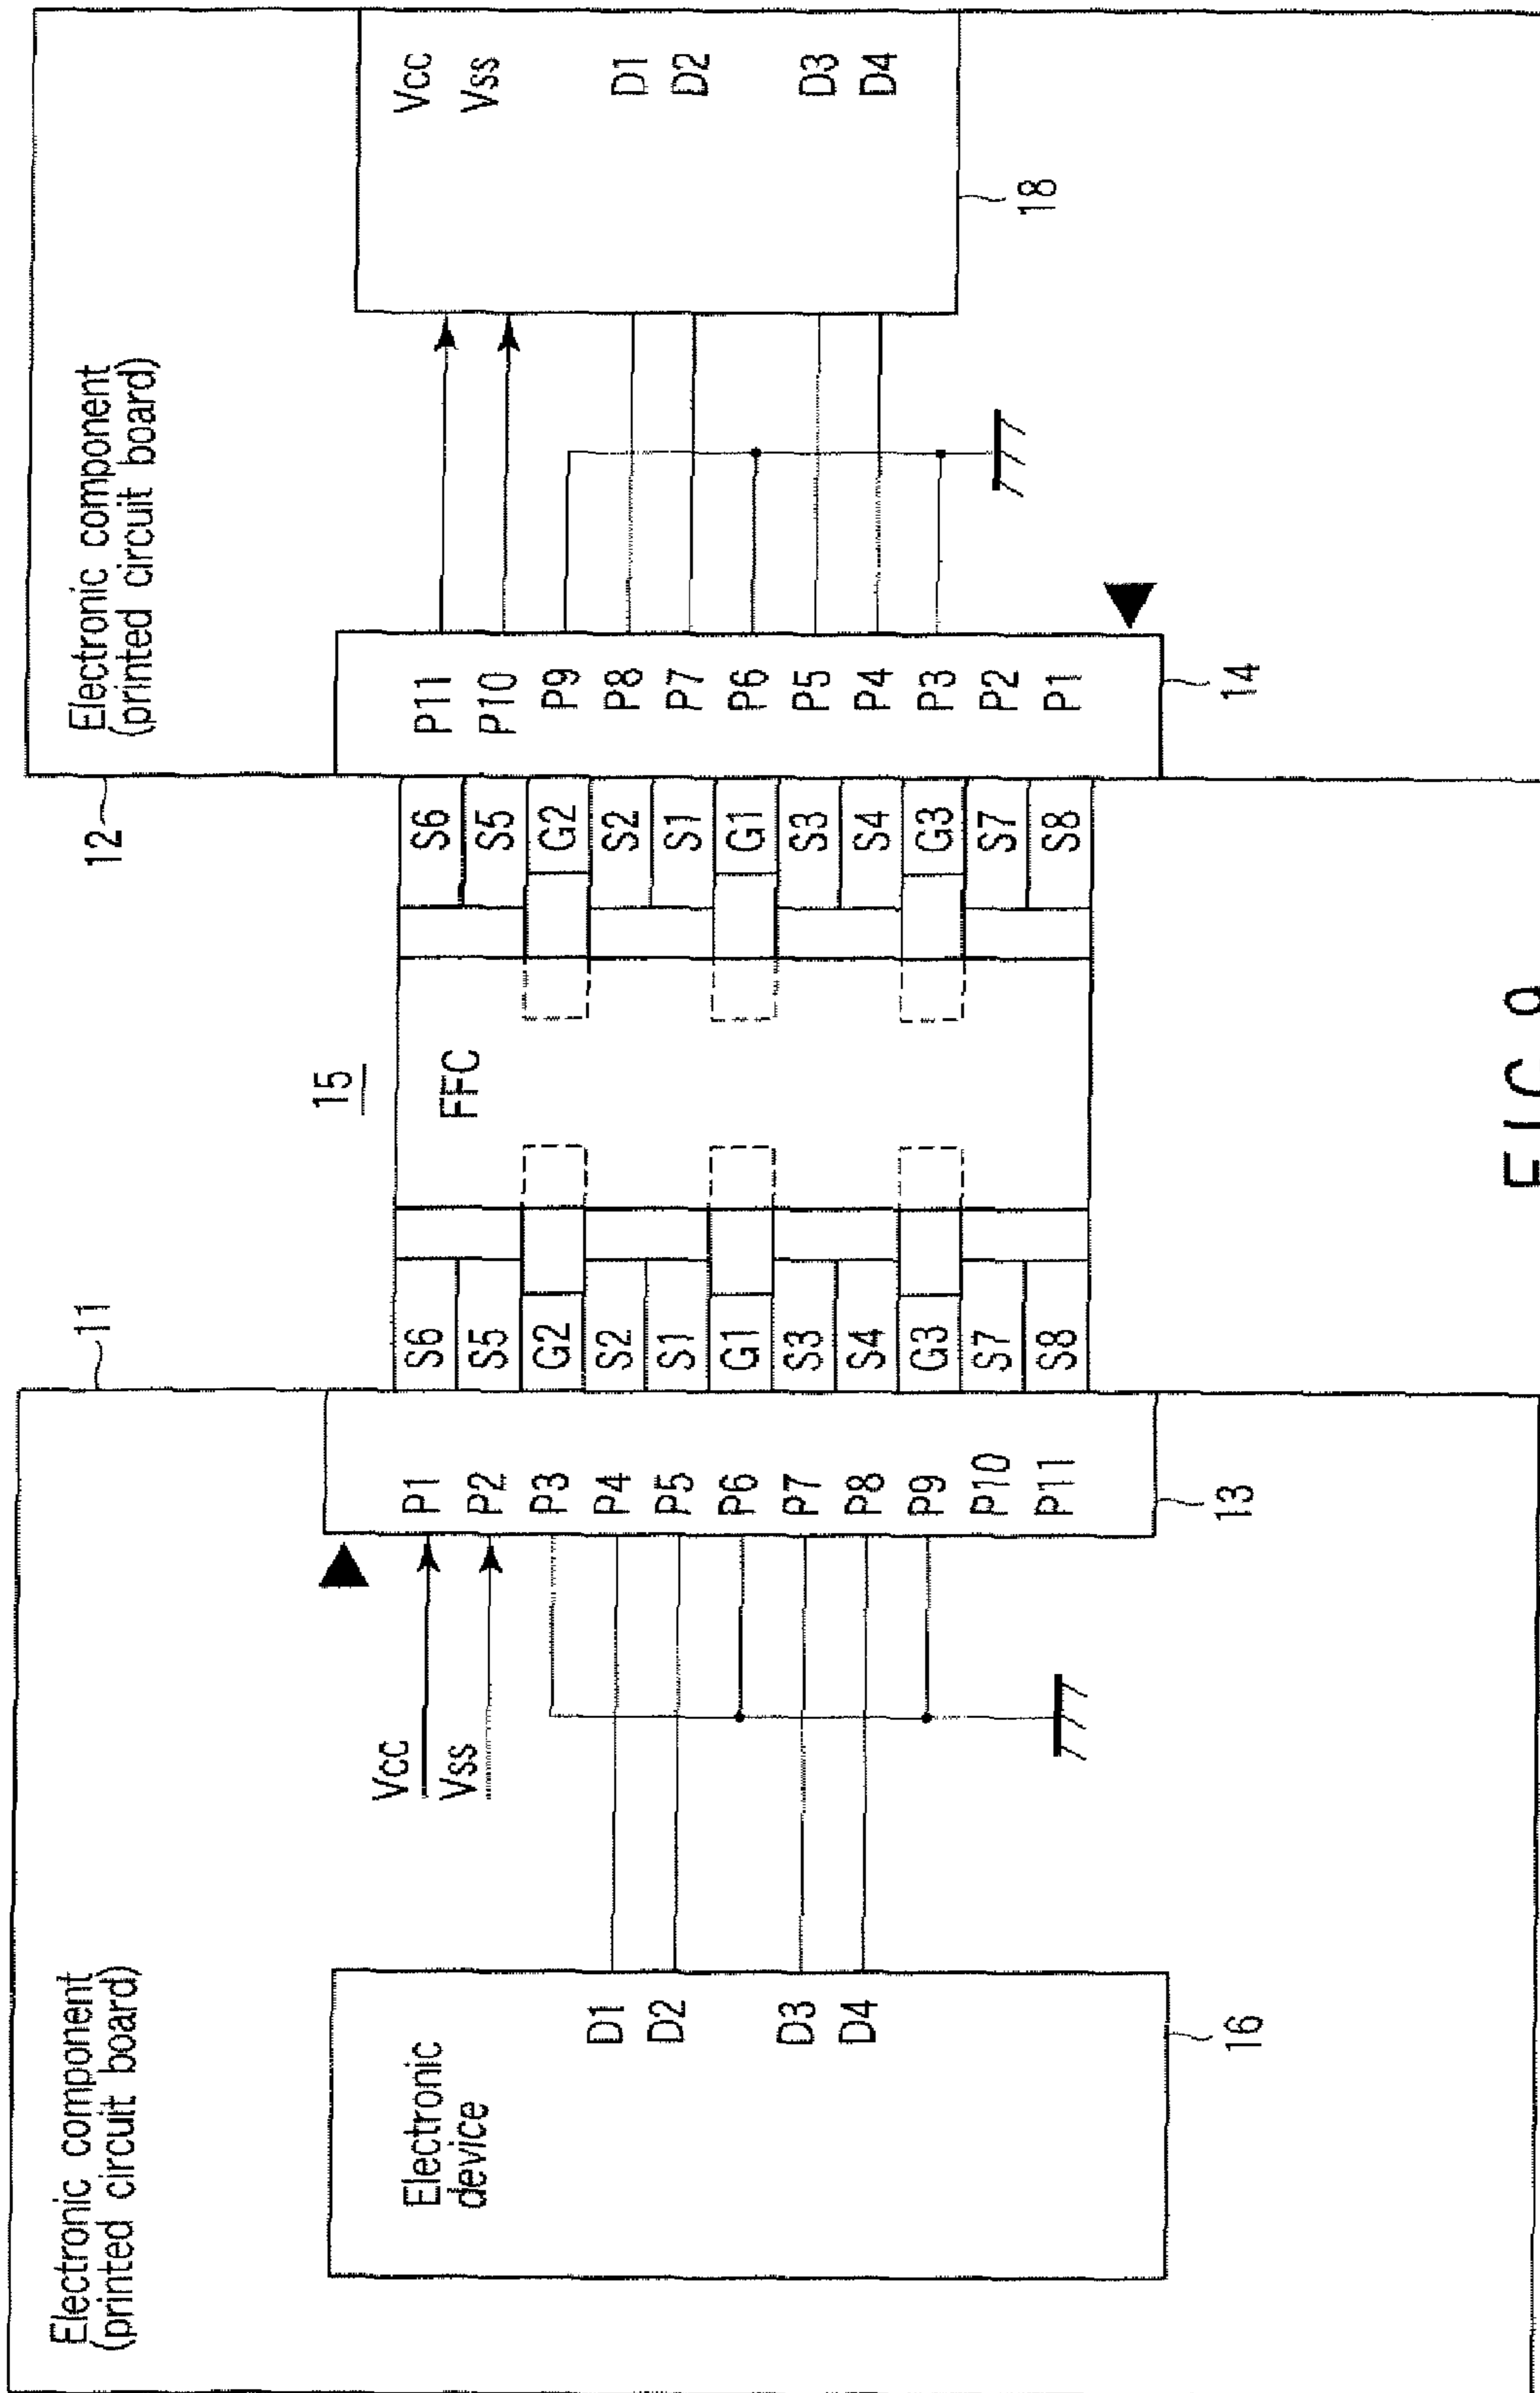 Electronic component
(printed circuit board)
11
Electronic
device
D1
D2
D3
D4
16
Vcc
Vss
P1
P2
P3
P4
P5
P6
P7
P8
P9
P10
P11
13
S6
S5
G2
S2
S1
G1
S3
S4
G3
S7
S8
15
FFC
S6
S5
G2
S2
S1
G1
S3
S4
G3
S7
S8
Electronic component
(printed circuit board)
12
P11
P10
P9
P8
P7
P6
P5
P4
P3
P2
P1
14
Vcc
Vss
D1
D2
D3
D4
18